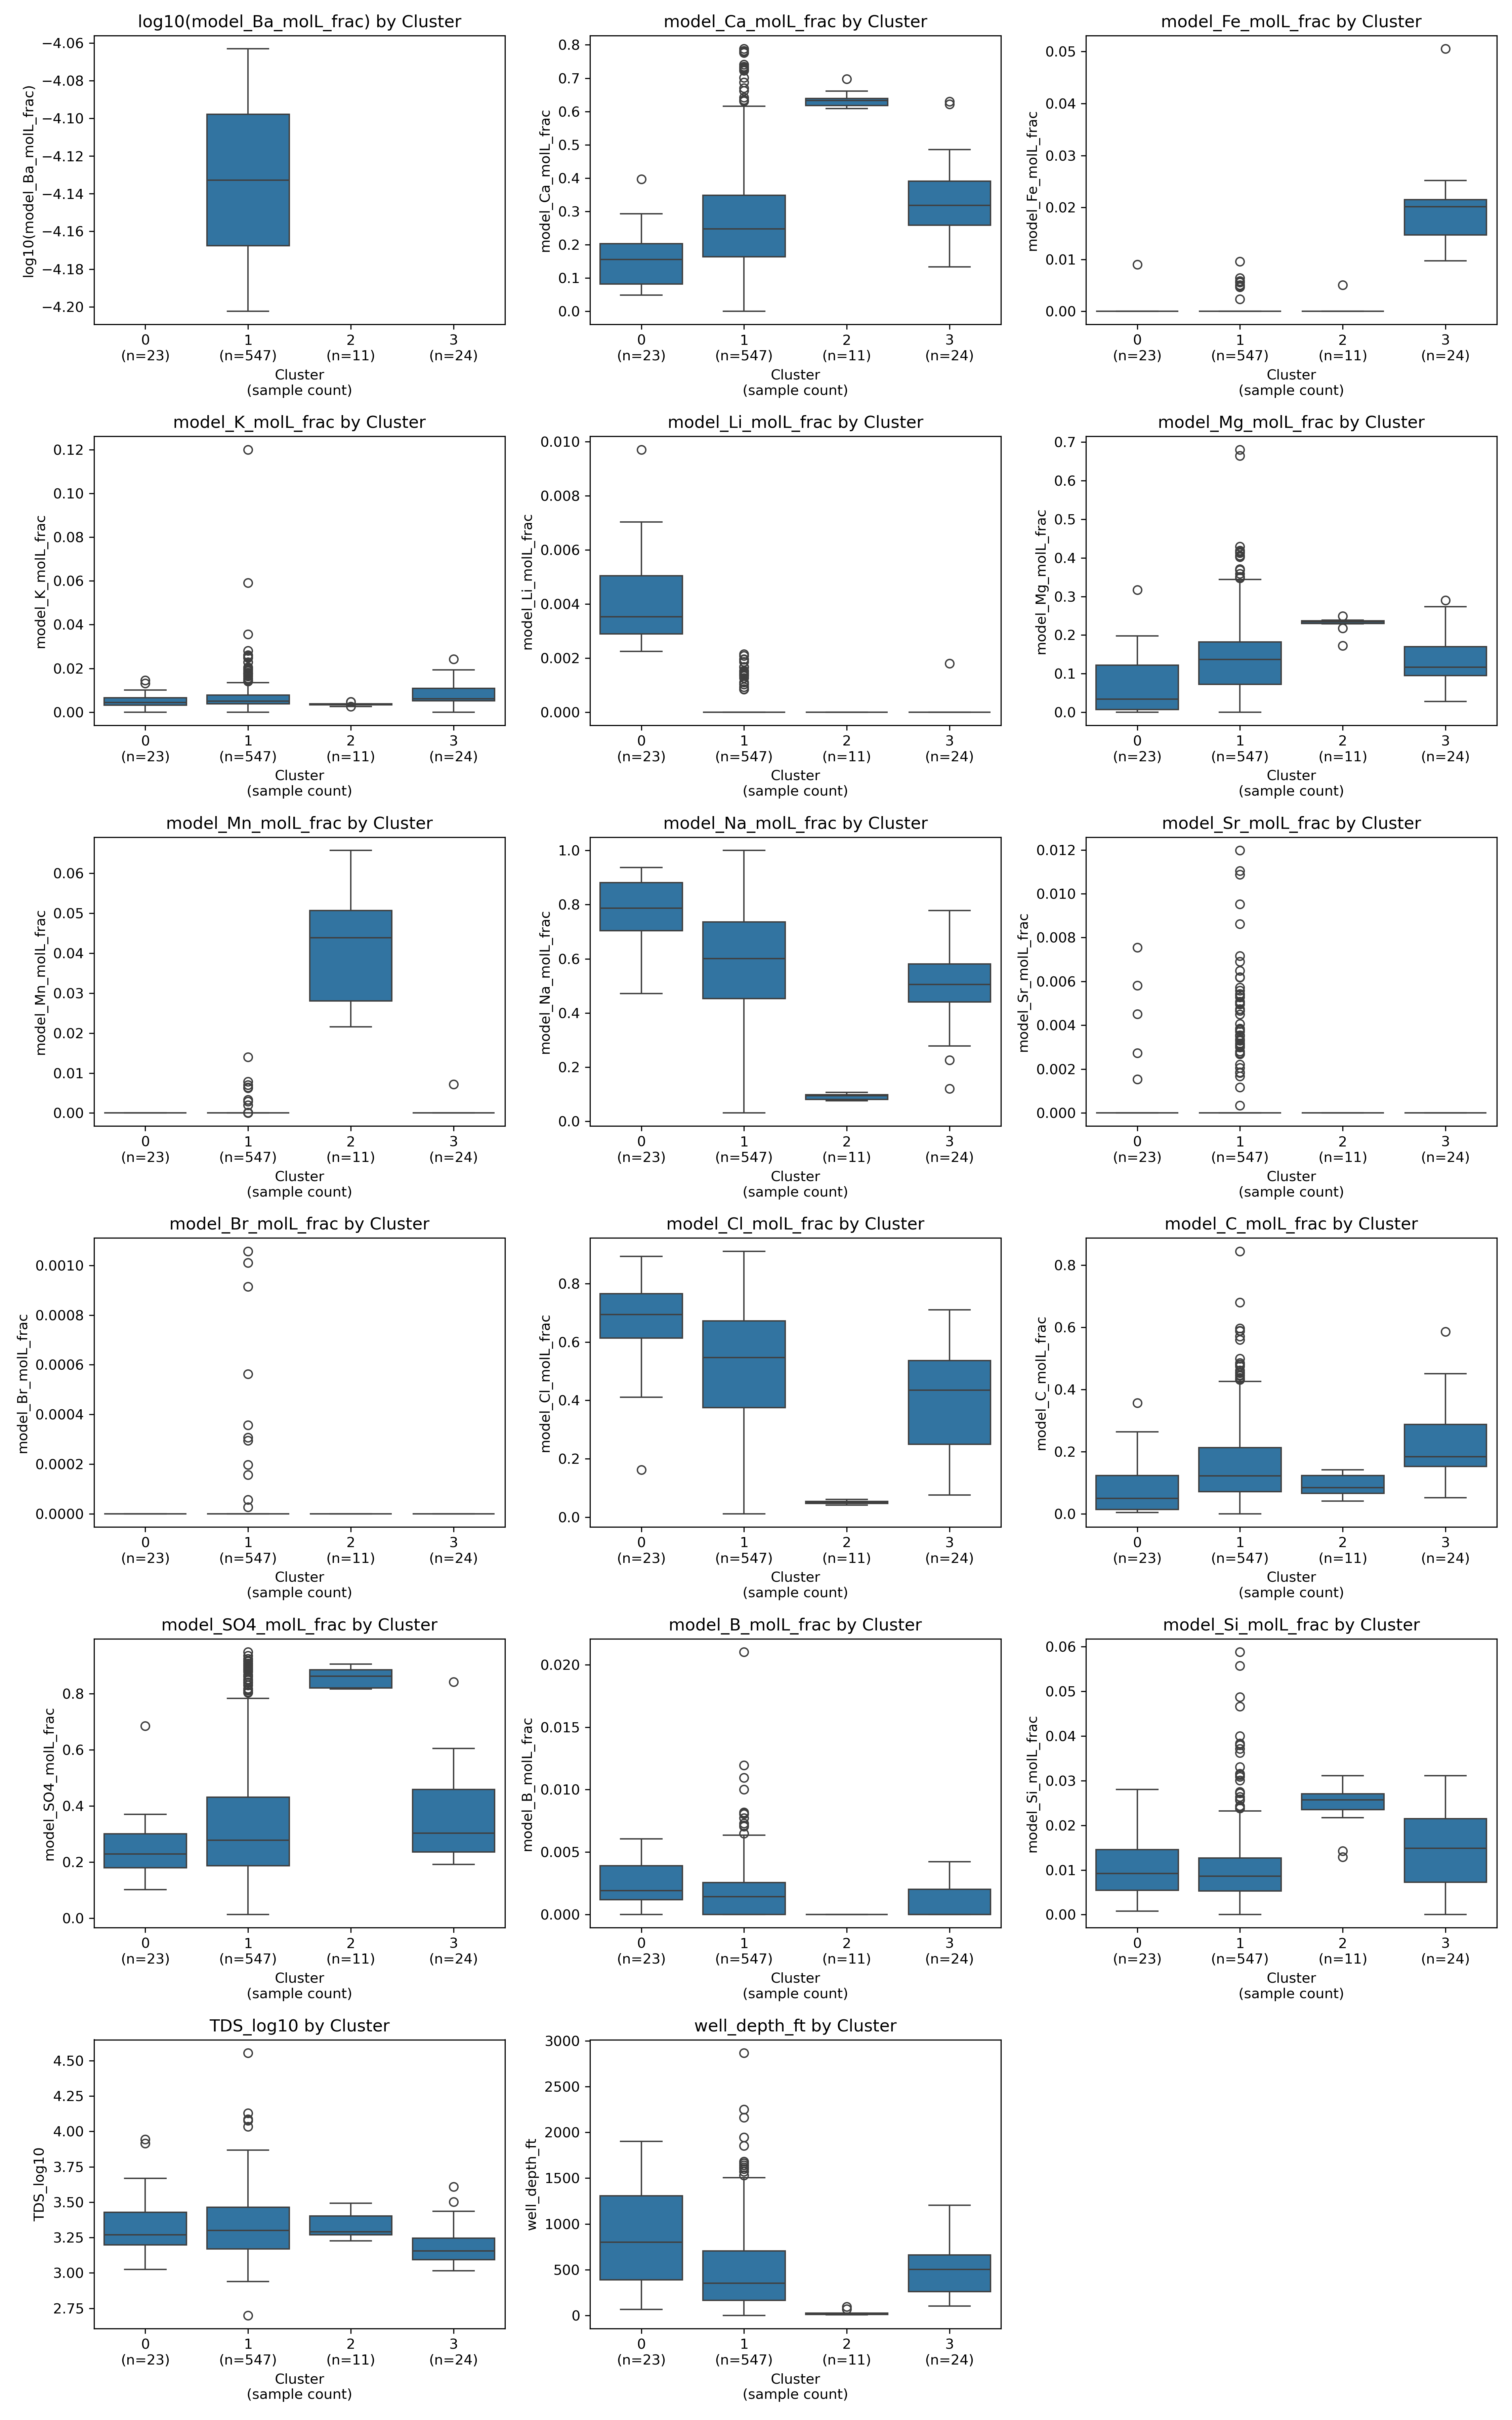 log10(model_Ba_molL_frac) by Cluster
log10(model_Ba_molL_frac)
−4.06
−4.08
−4.10
−4.12
−4.14
−4.16
−4.18
−4.20
0 1 2 3
(n=23) (n=547) (n=11) (n=24)
Cluster
(sample count)
model_Ca_molL_frac by Cluster
model_Ca_molL_frac
0.8
0.7
0.6
0.5
0.4
0.3
0.2
0.1
0.0
0 1 2 3
(n=23) (n=547) (n=11) (n=24)
Cluster
(sample count)
model_Fe_molL_frac by Cluster
model_Fe_molL_frac
0.05
0.04
0.03
0.02
0.01
0.00
0 1 2 3
(n=23) (n=547) (n=11) (n=24)
Cluster
(sample count)
model_K_molL_frac by Cluster
model_K_molL_frac
0.12
0.10
0.08
0.06
0.04
0.02
0.00
0 1 2 3
(n=23) (n=547) (n=11) (n=24)
Cluster
(sample count)
model_Li_molL_frac by Cluster
model_Li_molL_frac
0.010
0.008
0.006
0.004
0.002
0.000
0 1 2 3
(n=23) (n=547) (n=11) (n=24)
Cluster
(sample count)
model_Mg_molL_frac by Cluster
model_Mg_molL_frac
0.7
0.6
0.5
0.4
0.3
0.2
0.1
0.0
0 1 2 3
(n=23) (n=547) (n=11) (n=24)
Cluster
(sample count)
model_Mn_molL_frac by Cluster
model_Mn_molL_frac
0.06
0.05
0.04
0.03
0.02
0.01
0.00
0 1 2 3
(n=23) (n=547) (n=11) (n=24)
Cluster
(sample count)
model_Na_molL_frac by Cluster
model_Na_molL_frac
1.0
0.8
0.6
0.4
0.2
0.0
0 1 2 3
(n=23) (n=547) (n=11) (n=24)
Cluster
(sample count)
model_Sr_molL_frac by Cluster
model_Sr_molL_frac
0.012
0.010
0.008
0.006
0.004
0.002
0.000
0 1 2 3
(n=23) (n=547) (n=11) (n=24)
Cluster
(sample count)
model_Br_molL_frac by Cluster
model_Br_molL_frac
0.0010
0.0008
0.0006
0.0004
0.0002
0.0000
0 1 2 3
(n=23) (n=547) (n=11) (n=24)
Cluster
(sample count)
model_Cl_molL_frac by Cluster
model_Cl_molL_frac
0.8
0.6
0.4
0.2
0.0
0 1 2 3
(n=23) (n=547) (n=11) (n=24)
Cluster
(sample count)
model_C_molL_frac by Cluster
model_C_molL_frac
0.8
0.6
0.4
0.2
0.0
0 1 2 3
(n=23) (n=547) (n=11) (n=24)
Cluster
(sample count)
model_SO4_molL_frac by Cluster
model_SO4_molL_frac
0.8
0.6
0.4
0.2
0.0
0 1 2 3
(n=23) (n=547) (n=11) (n=24)
Cluster
(sample count)
model_B_molL_frac by Cluster
model_B_molL_frac
0.020
0.015
0.010
0.005
0.000
0 1 2 3
(n=23) (n=547) (n=11) (n=24)
Cluster
(sample count)
model_Si_molL_frac by Cluster
model_Si_molL_frac
0.06
0.05
0.04
0.03
0.02
0.01
0.00
0 1 2 3
(n=23) (n=547) (n=11) (n=24)
Cluster
(sample count)
TDS_log10 by Cluster
TDS_log10
4.50
4.25
4.00
3.75
3.50
3.25
3.00
2.75
0 1 2 3
(n=23) (n=547) (n=11) (n=24)
Cluster
(sample count)
well_depth_ft by Cluster
well_depth_ft
3000
2500
2000
1500
1000
500
0
0 1 2 3
(n=23) (n=547) (n=11) (n=24)
Cluster
(sample count)